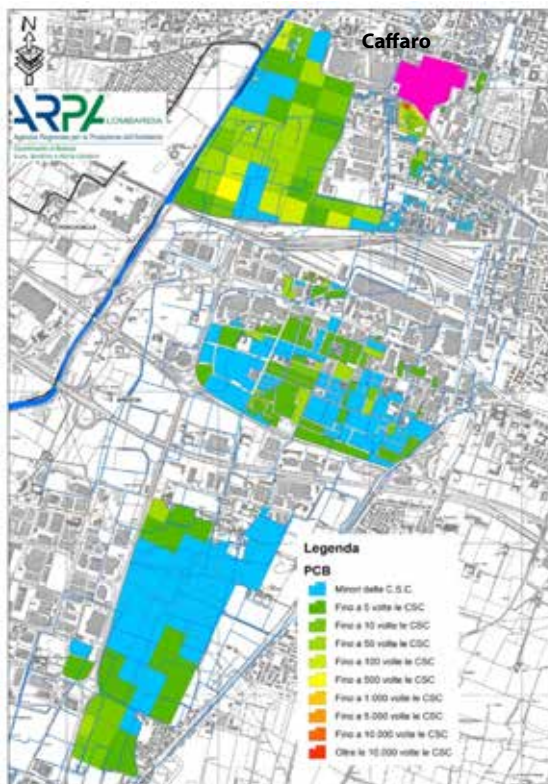 Caffaro
N
ARPA LOMBARDIA
Agenzia Regionale per la Protezione dell'Ambiente
Legenda
PCB
Minori delle C.S.C.
Fino a 5 volte le CSC
Fino a 10 volte le CSC
Fino a 50 volte le CSC
Fino a 100 volte le CSC
Fino a 500 volte le CSC
Fino a 1.000 volte le CSC
Fino a 5.000 volte le CSC
Fino a 10.000 volte le CSC
Oltre le 10.000 volte le CSC